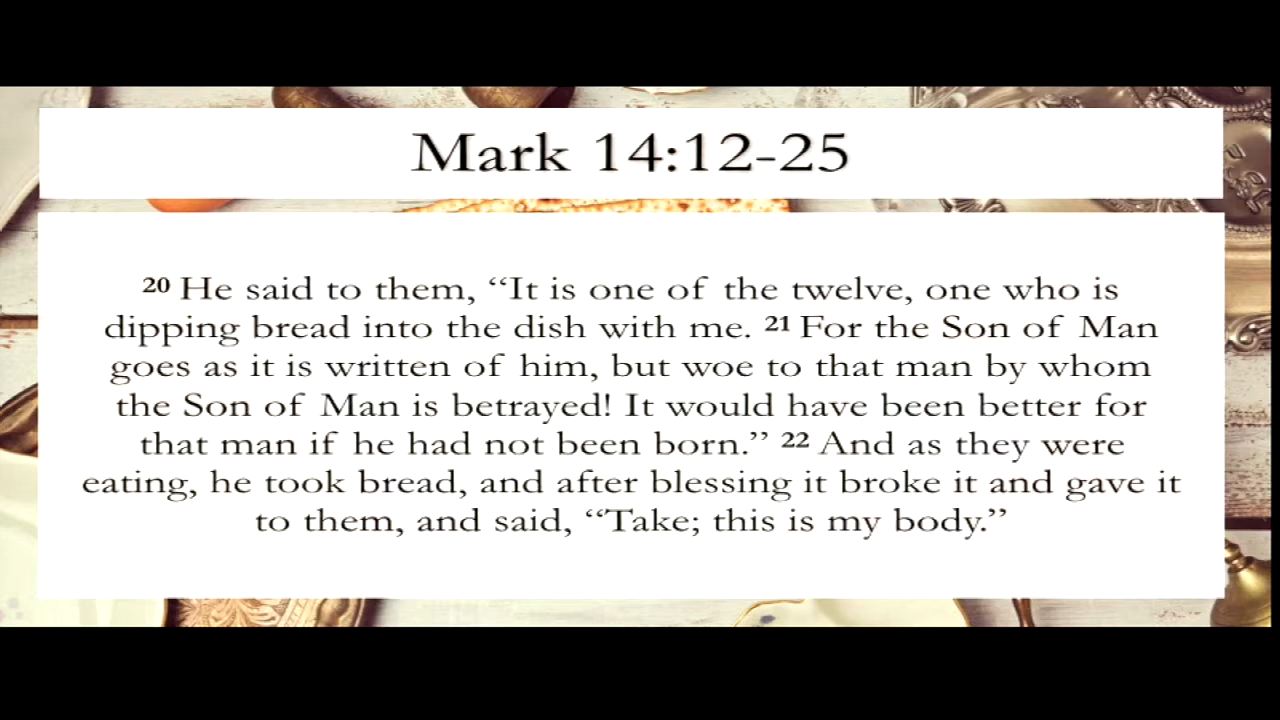 Mark 14:12-25
20 He said to them, “It is one of the twelve, one who is
dipping bread into the dish with me. 21 For the Son of Man
goes as it is written of him, but woe to that man by whom
the Son of Man is betrayed! It would have been better for
that man if he had not been born.” 22 And as they were
eating, he took bread, and after blessing it broke it and gave it
to them, and said, “Take; this is my body.”